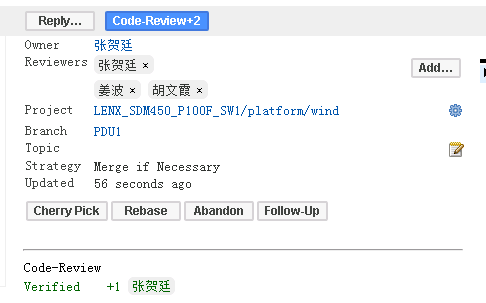 Reply... Code-Review+2
Owner 张贺廷
Reviewers 张贺廷 ×
Add...
姜波 × 胡文霞 ×
Project LENX_SDM450_P100F_SW1/platform/wind
Branch PDU1
Topic
Strategy Merge if Necessary
Updated 56 seconds ago
Cherry Pick Rebase Abandon Follow-Up
Code-Review
Verified +1 张贺廷